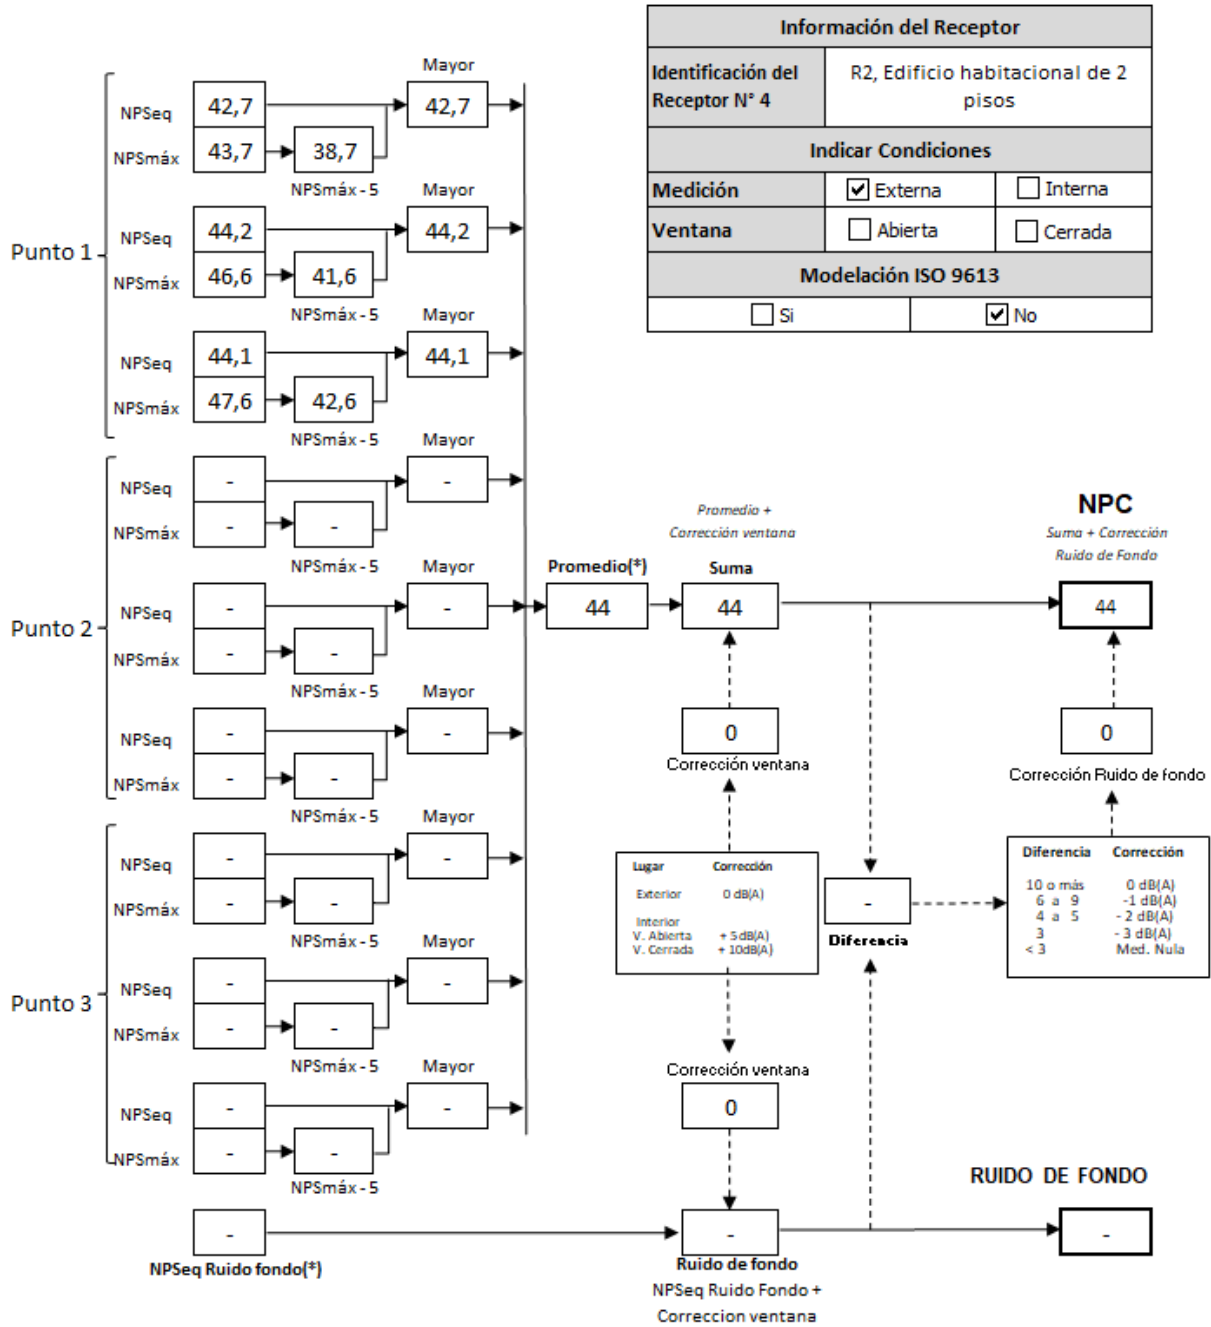 Información del Receptor
Identificación del Receptor N° 4
R2, Edificio habitacional de 2 pisos
Indicar Condiciones
Medición
Externa
Interna
Ventana
Abierta
Cerrada
Modelación ISO 9613
Si
No
Punto 1
Mayor
NPSeq
42,7
42,7
NPSmáx
43,7
38,7
NPSmáx - 5
Mayor
NPSeq
44,2
44,2
NPSmáx
46,6
41,6
NPSmáx - 5
Mayor
NPSeq
44,1
44,1
NPSmáx
47,6
42,6
NPSmáx - 5
Punto 2
Mayor
NPSeq
-
-
NPSmáx
-
-
NPSmáx - 5
Mayor
NPSeq
-
-
NPSmáx
-
-
NPSmáx - 5
Mayor
NPSeq
-
-
NPSmáx
-
-
NPSmáx - 5
Punto 3
Mayor
NPSeq
-
-
NPSmáx
-
-
NPSmáx - 5
Mayor
NPSeq
-
-
NPSmáx
-
-
NPSmáx - 5
Mayor
NPSeq
-
-
NPSmáx
-
-
NPSmáx - 5
-
NPSeq Ruido fondo(*)
Promedio(*)
44
Promedio +
Corrección ventana
Suma
44
0
Corrección ventana
Lugar Corrección
Exterior 0 dB(A)
Interior
V. Abierta + 5dB(A)
V. Cerrada + 10dB(A)
Corrección ventana
0
-
Ruido de fondo
NPSeq Ruido Fondo +
Correccion ventana
-
Diferencia
NPC
Suma + Corrección
Ruido de Fondo
44
0
Corrección Ruido de fondo
Diferencia Corrección
10 o más 0 dB(A)
6 a 9 -1 dB(A)
4 a 5 - 2 dB(A)
3 - 3 dB(A)
< 3 Med. Nula
RUIDO DE FONDO
-